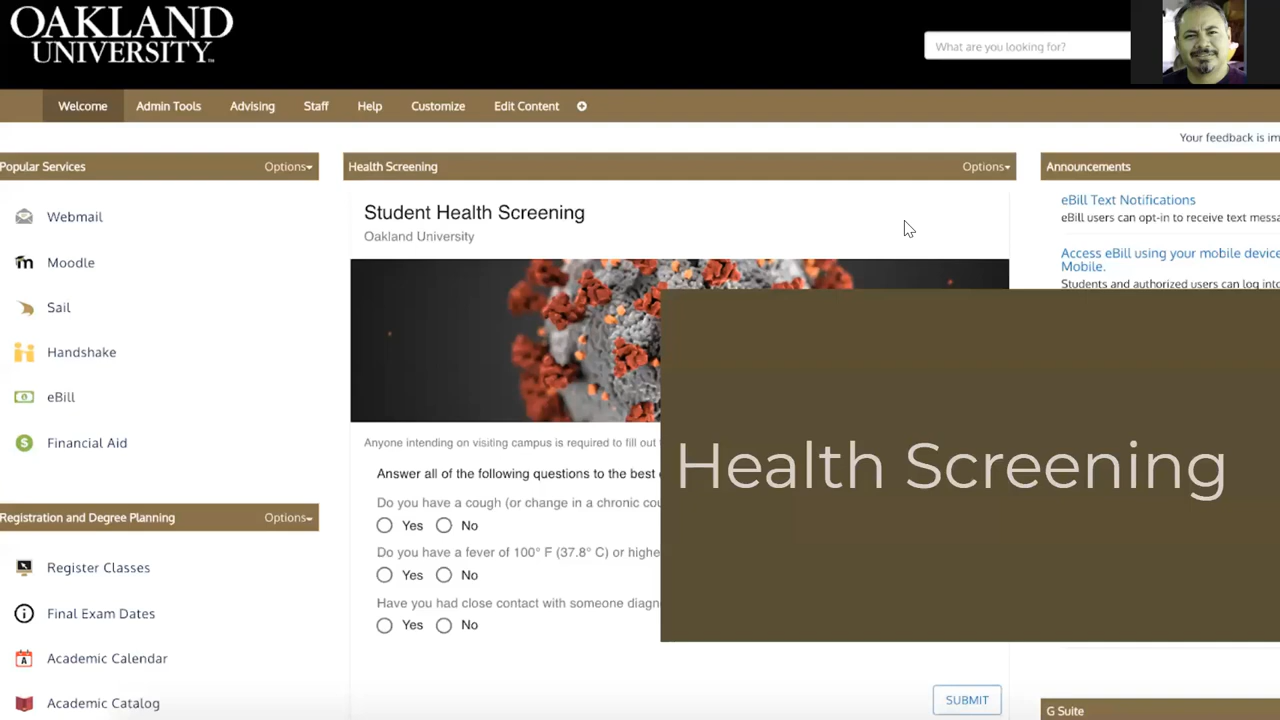 OAKLAND
UNIVERSITY™
What are you looking for?
Welcome
Admin Tools
Advising
Staff
Help
Customize
Edit Content
Your feedback is
Popular Services
Options
Webmail
Moodle
Sail
Handshake
eBill
Financial Aid
Registration and Degree Planning
Options
Register Classes
Final Exam Dates
Academic Calendar
Academic Catalog
Health Screening
Options
Student Health Screening
Oakland University
Anyone intending on visiting campus is required to fill out
Answer all of the following questions to the best
Do you have a cough (or change in a chronic
Yes
No
Do you have a fever of 100° F (37.8° C) or
Yes
No
Have you had close contact with someone
Yes
No
SUBMIT
Health Screening
Announcements
eBill Text Notifications
eBill users can opt-in to receive text
Access eBill using your mobile device
Mobile.
Students and authorized users can log into
G Suite